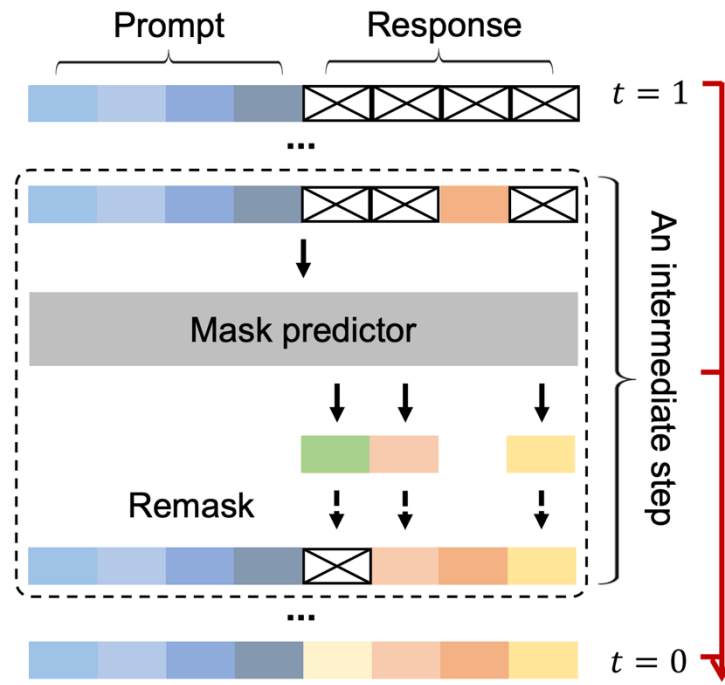 Prompt
Response
t = 1
...
An intermediate step
Mask predictor
Remask
...
t = 0